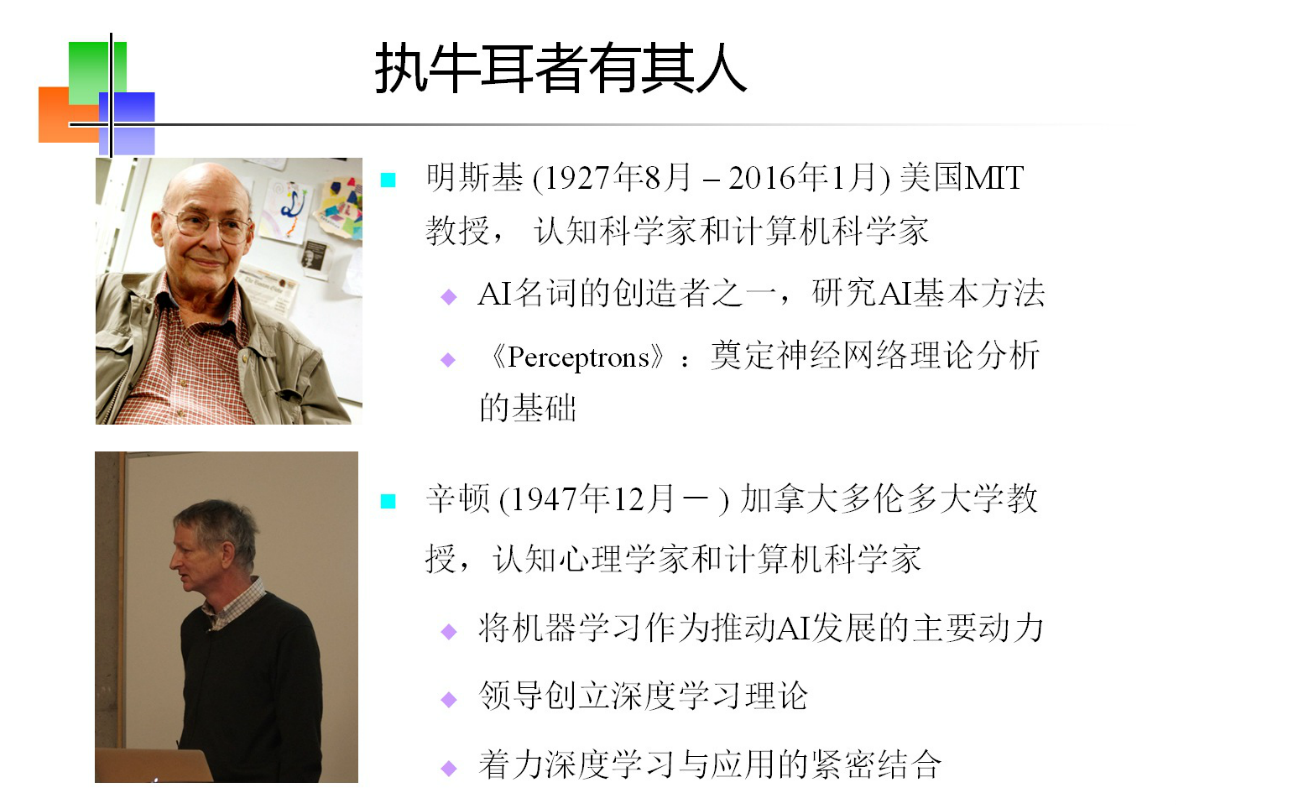 执牛耳者有其人
明斯基 (1927年8月 – 2016年1月) 美国MIT
教授， 认知科学家和计算机科学家
AI名词的创造者之一，研究AI基本方法
《Perceptrons》：奠定神经网络理论分析
的基础
辛顿 (1947年12月－ ) 加拿大多伦多大学教
授，认知心理学家和计算机科学家
将机器学习作为推动AI发展的主要动力
领导创立深度学习理论
着力深度学习与应用的紧密结合